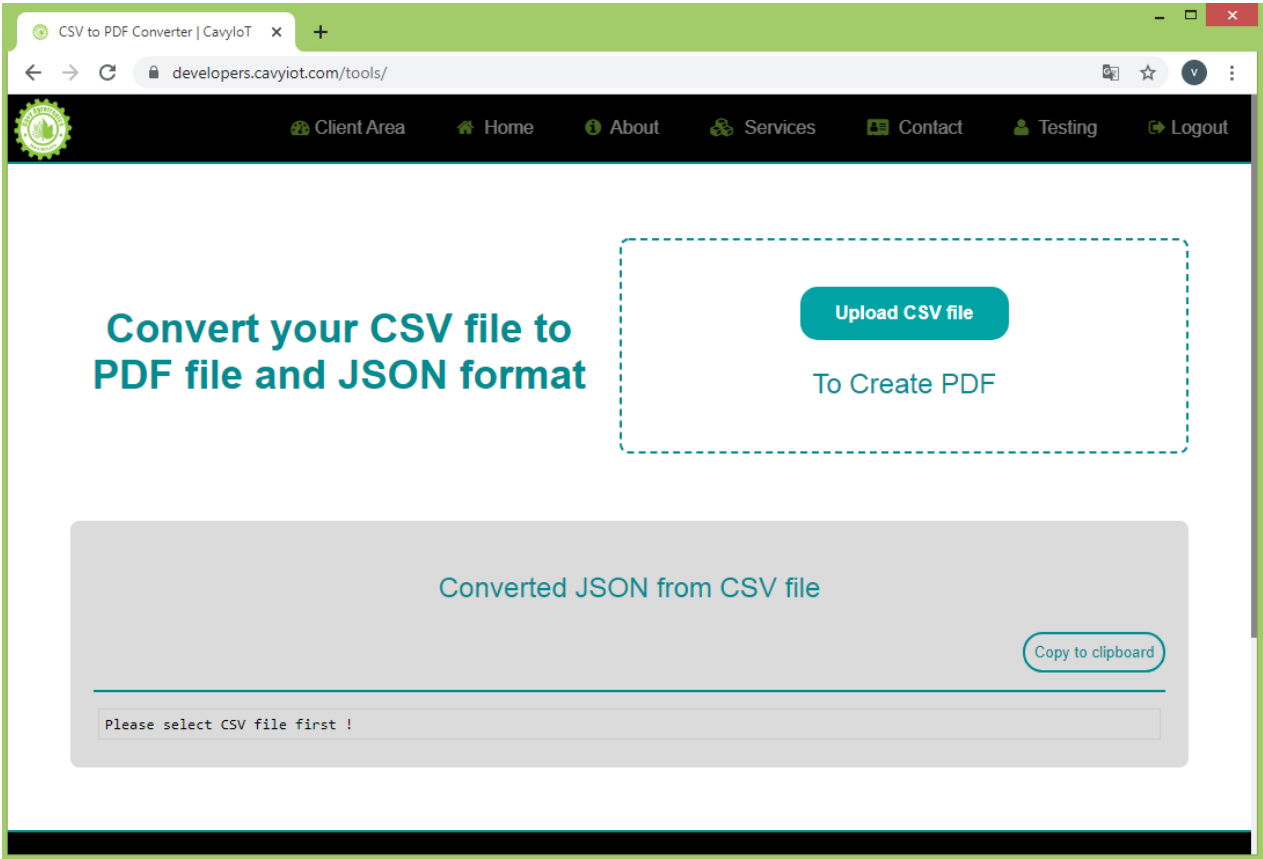 CSV to PDF Converter | CavyIoT
developers.cavyiot.com/tools/
V
Client Area Home About Services Contact Testing Logout
Convert your CSV file to
PDF file and JSON format
Upload CSV file
To Create PDF
Converted JSON from CSV file
Copy to clipboard
Please select CSV file first !